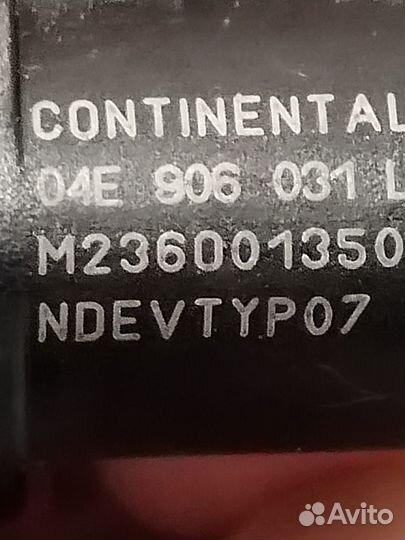 CONTINENTAL
04E 906 031 L
M236001350
NDEVTYP07
Avito